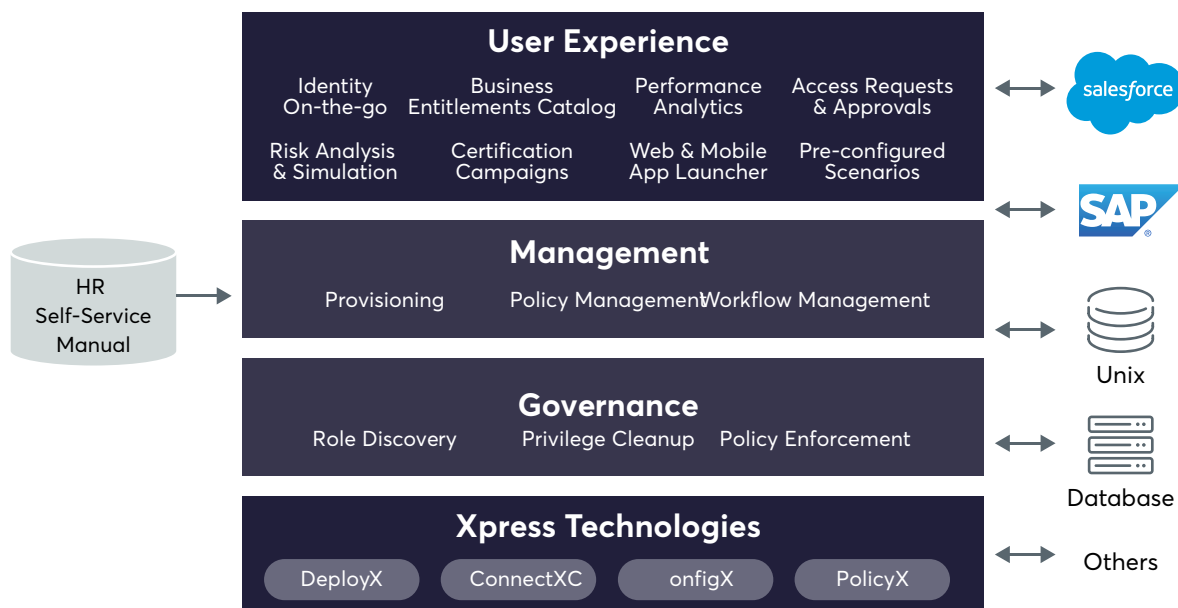 User Experience
Identity
On-the-go
Business
Entitlements Catalog
Performance
Analytics
Access Requests
& Approvals
Risk Analysis
& Simulation
Certification
Campaigns
Web & Mobile
App Launcher
Pre-configured
Scenarios
salesforce
SAP®
Management
Provisioning
Policy Management
Workflow Management
HR
Self-Service
Manual
Unix
Governance
Role Discovery
Privilege Cleanup
Policy Enforcement
Database
Xpress Technologies
DeployX
ConnectXC
onfigX
PolicyX
Others